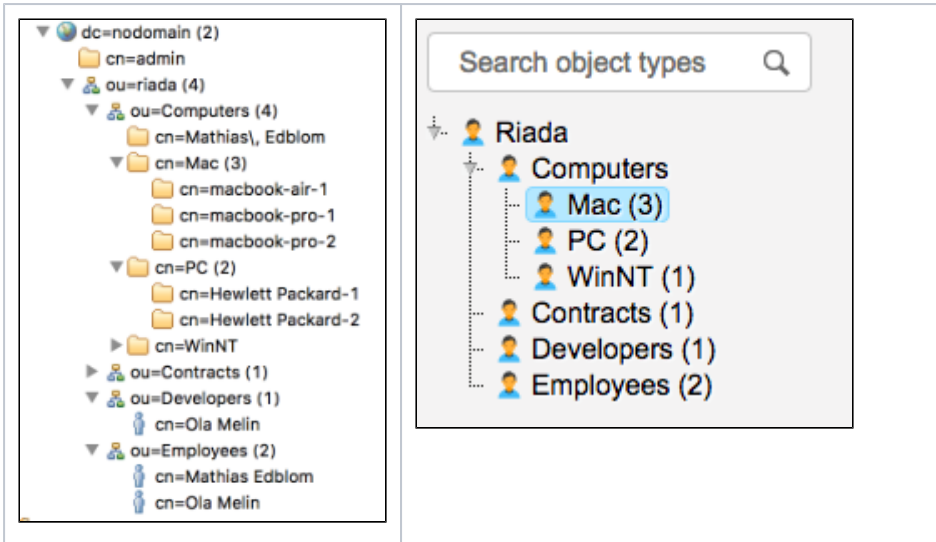 dc=nodomain (2)
cn=admin
ou=riada (4)
ou=Computers (4)
cn=Mathias\, Edblom
cn=Mac (3)
cn=macbook-air-1
cn=macbook-pro-1
cn=macbook-pro-2
cn=PC (2)
cn=Hewlett Packard-1
cn=Hewlett Packard-2
cn=WinNT
ou=Contracts (1)
ou=Developers (1)
cn=Ola Melin
ou=Employees (2)
cn=Mathias Edblom
cn=Ola Melin
Search object types
Riada
Computers
Mac (3)
PC (2)
WinNT (1)
Contracts (1)
Developers (1)
Employees (2)